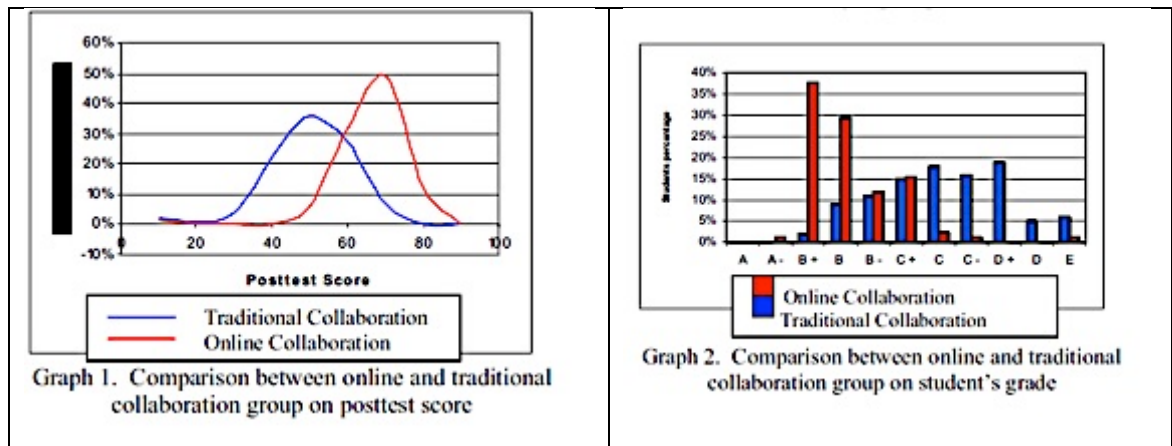 60%
50%
40%
30%
20%
10%
0%
-10%
0 20 40 60 80 100
Posttest Score
Traditional Collaboration
Online Collaboration
Graph 1. Comparison between online and traditional
collaboration group on posttest score
40%
35%
30%
25%
20%
15%
10%
5%
0%
Students percentage
A A- B+ B B- C+ C C- D+ D E
Online Collaboration
Traditional Collaboration
Graph 2. Comparison between online and traditional
collaboration group on student's grade